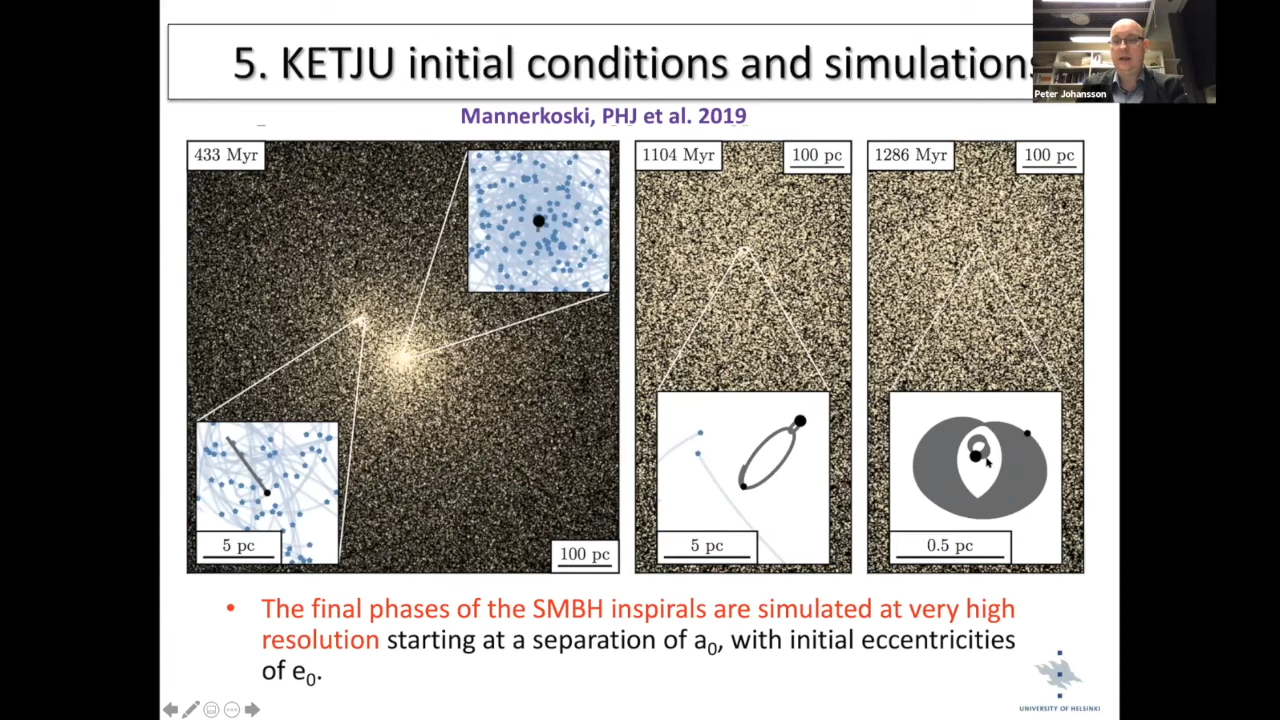 5. KETJU initial conditions and simulations
Peter Johansson
Mannerkoski, PHJ et al. 2019
433 Myr
5 pc
100 pc
1104 Myr
100 pc
5 pc
1286 Myr
100 pc
0.5 pc
• The final phases of the SMBH inspirals are simulated at very high
resolution starting at a separation of a₀, with initial eccentricities
of e₀.
UNIVERSITY OF HELSINKI